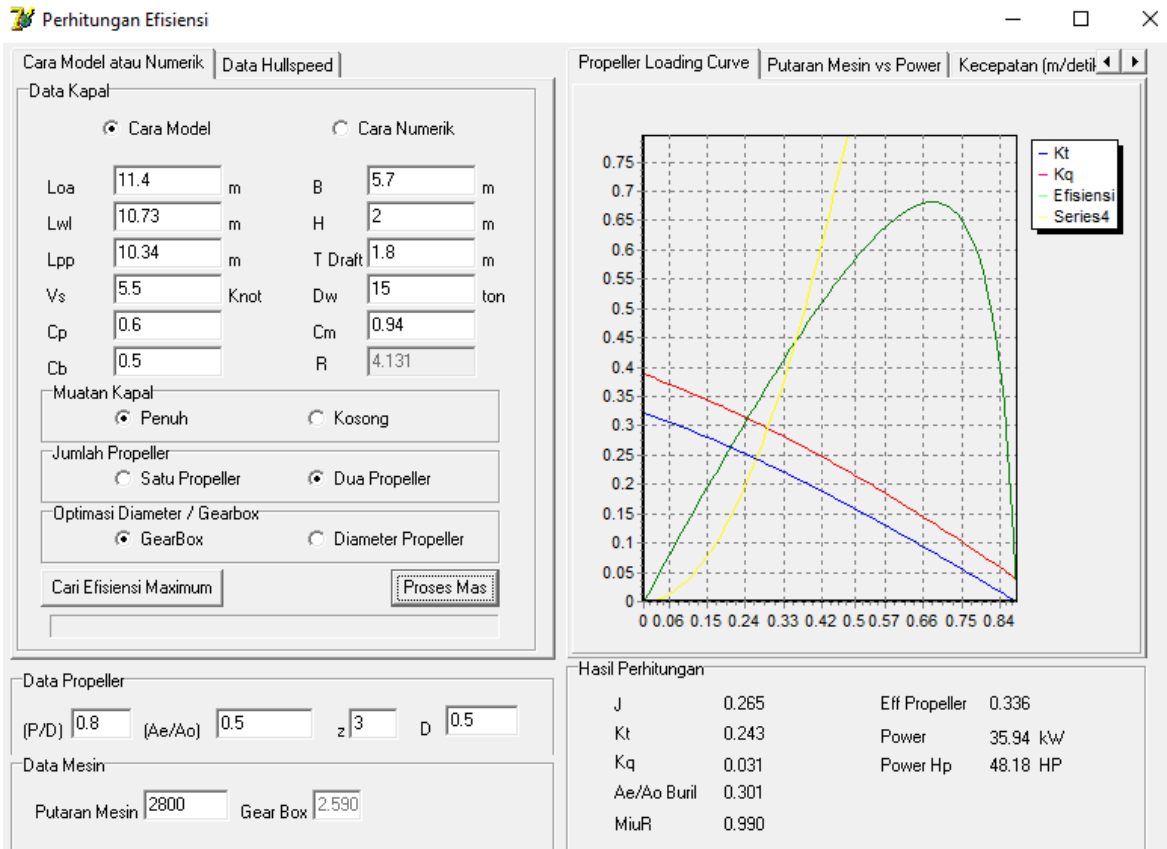 Perhitungan Efisiensi
Cara Model atau Numerik Data Hullspeed
Data Kapal
Cara Model Cara Numerik
Loa 11.4 m B 5.7 m
Lwl 10.73 m H 2 m
Lpp 10.34 m T Draft 1.8 m
Vs 5.5 Knot Dw 15 ton
Cp 0.6 Cm 0.94
Cb 0.5 R 4.131
Muatan Kapal
Penuh Kosong
Jumlah Propeller
Satu Propeller Dua Propeller
Optimasi Diameter / Gearbox
GearBox Diameter Propeller
Cari Efisiensi Maximum Proses Mas
Data Propeller
(P/D) 0.8 (Ae/Ao) 0.5 z 3 D 0.5
Data Mesin
Putaran Mesin 2800 Gear Box 2.590
Propeller Loading Curve Putaran Mesin vs Power Kecepatan (m/detik
0.75
0.7
0.65
0.6
0.55
0.5
0.45
0.4
0.35
0.3
0.25
0.2
0.15
0.1
0.05
0
0 0.06 0.15 0.24 0.33 0.42 0.5 0.57 0.66 0.75 0.84
Kt
Kq
Efisiensi
Series4
Hasil Perhitungan
J 0.265 Eff Propeller 0.336
Kt 0.243 Power 35.94 kW
Kq 0.031 Power Hp 48.18 HP
Ae/Ao Buril 0.301
MiuR 0.990